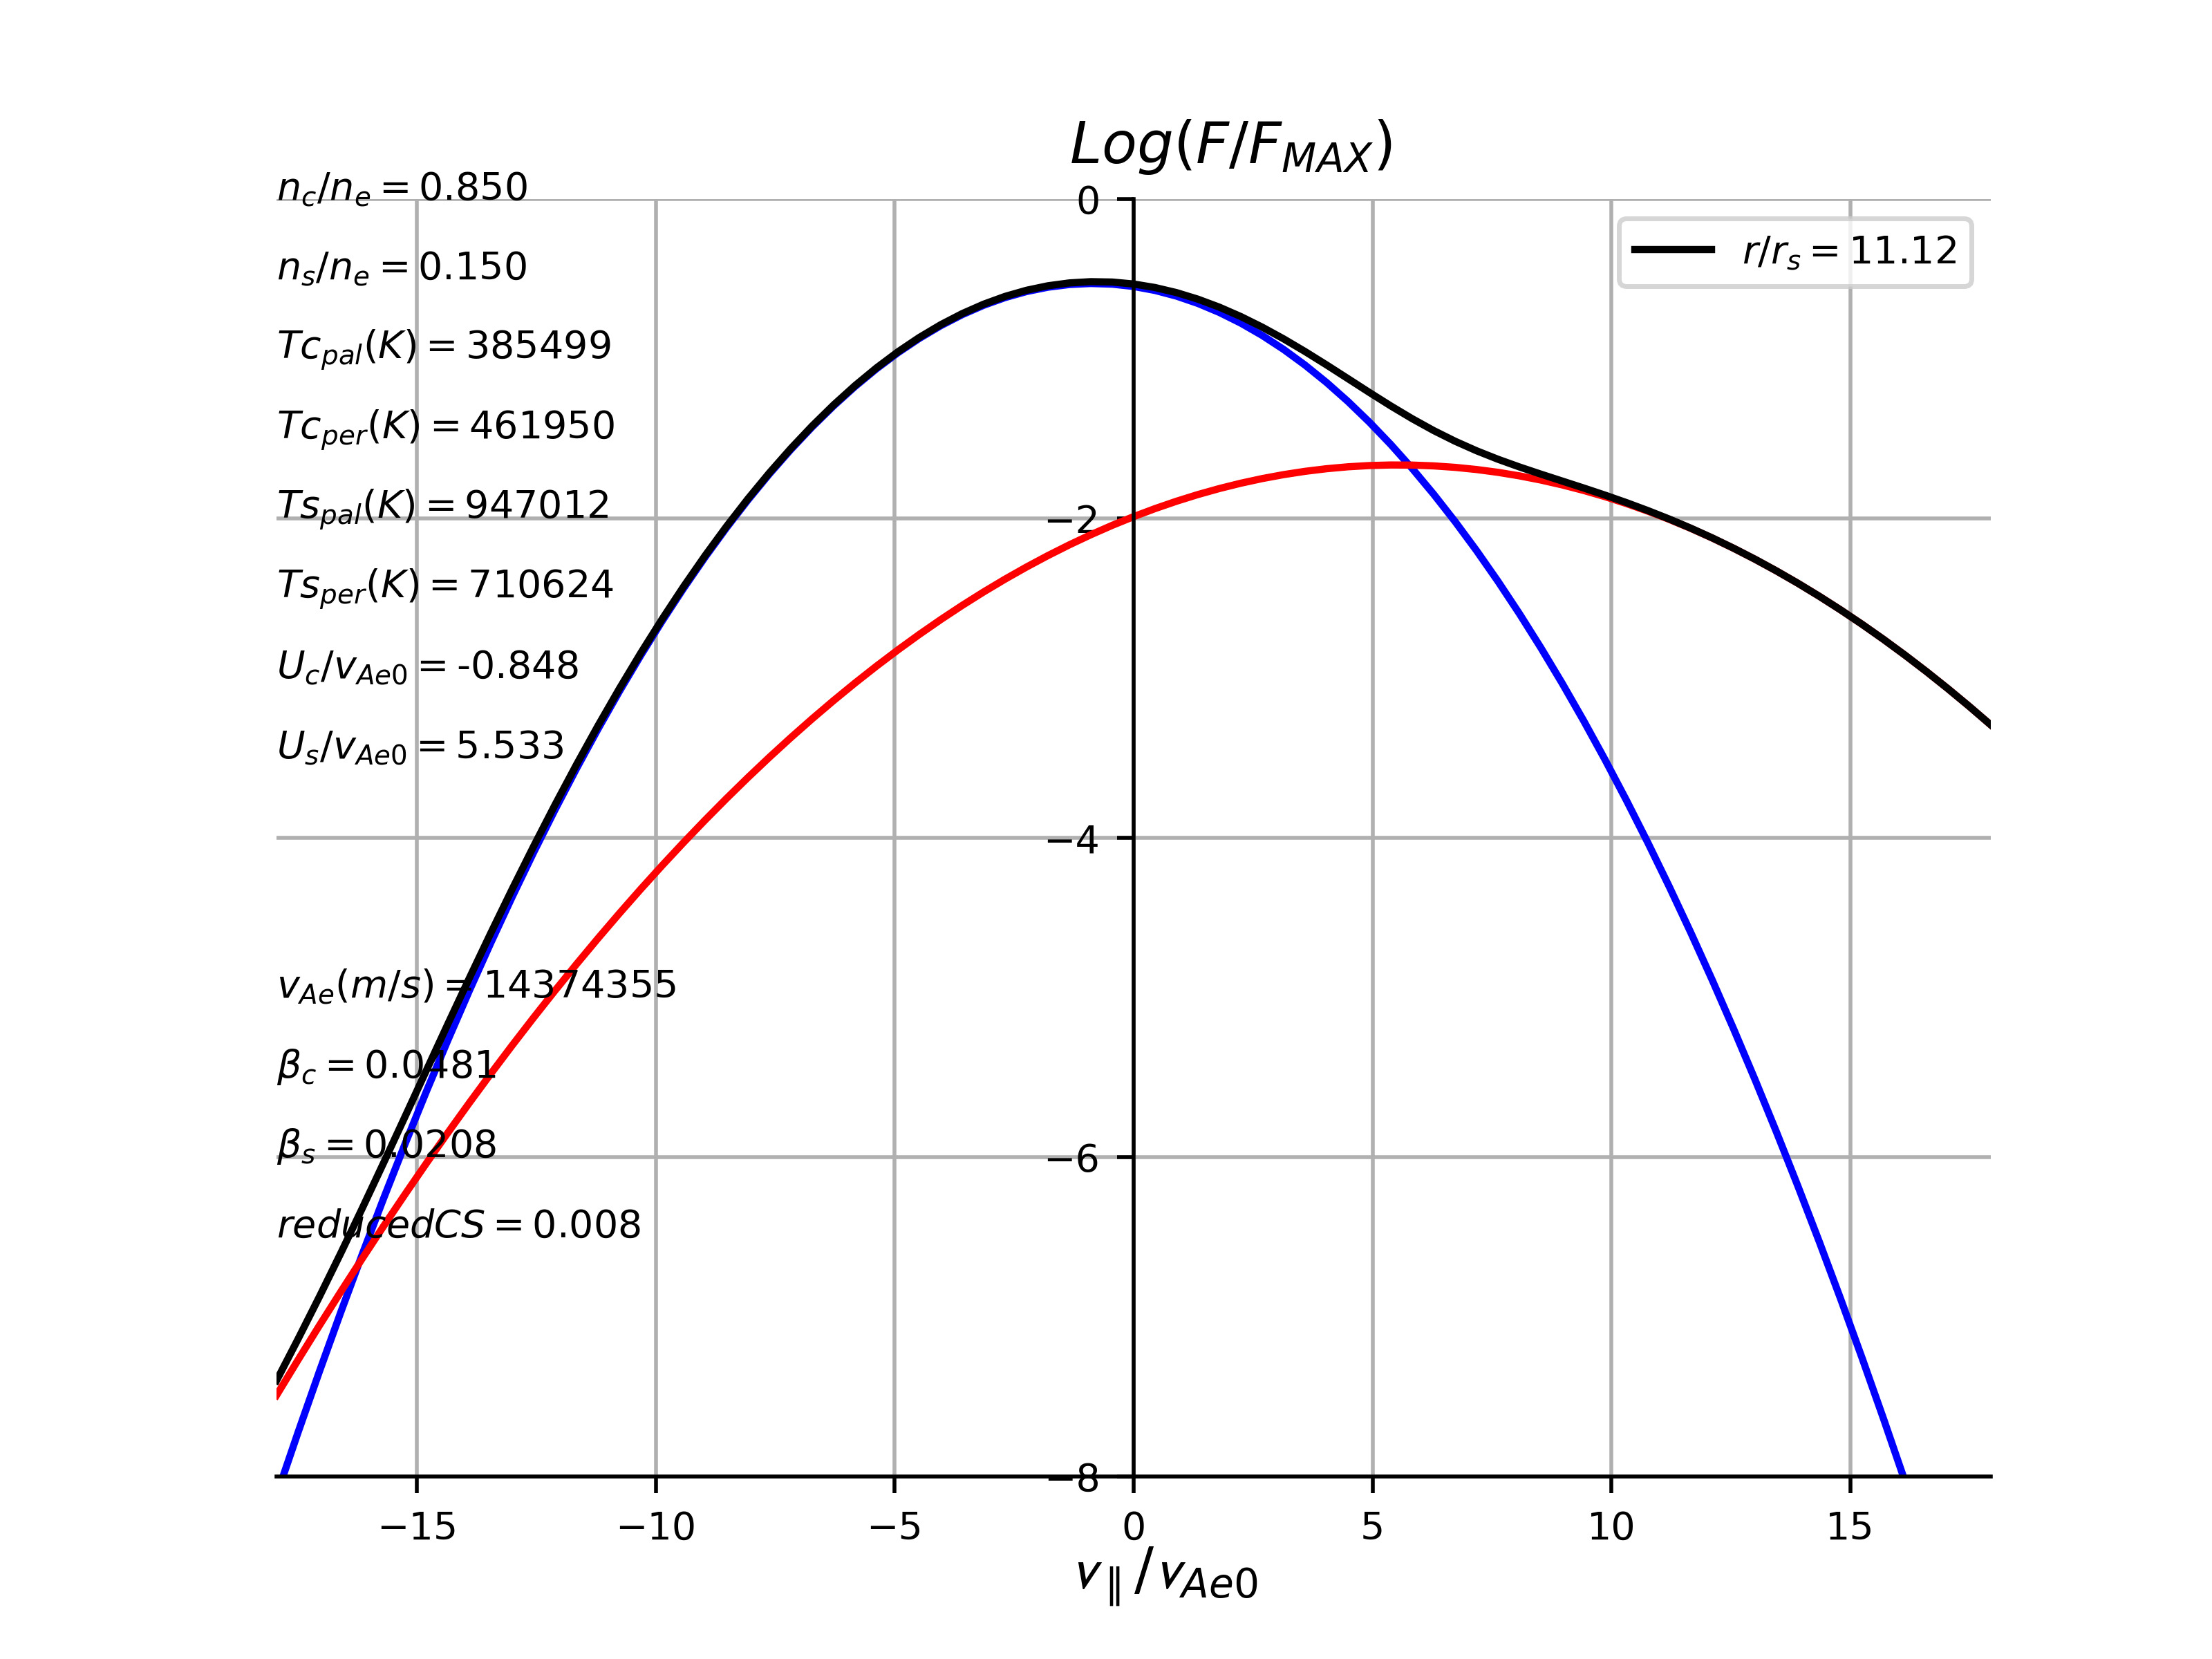 Log(F/F_MAX)
n_c/n_e = 0.850
n_s/n_e = 0.150
Tc_pal(K) = 385499
Tc_per(K) = 461950
Ts_pal(K) = 947012
Ts_per(K) = 710624
U_c/v_Ae0 = -0.848
U_s/v_Ae0 = 5.533
v_Ae(m/s) = 14374355
β_c = 0.0481
β_s = 0.0208
reducedCS = 0.008
r/r_s = 11.12
0
−2
−4
−6
−8
−15 −10 −5 0 5 10 15
v_∥/v_Ae0